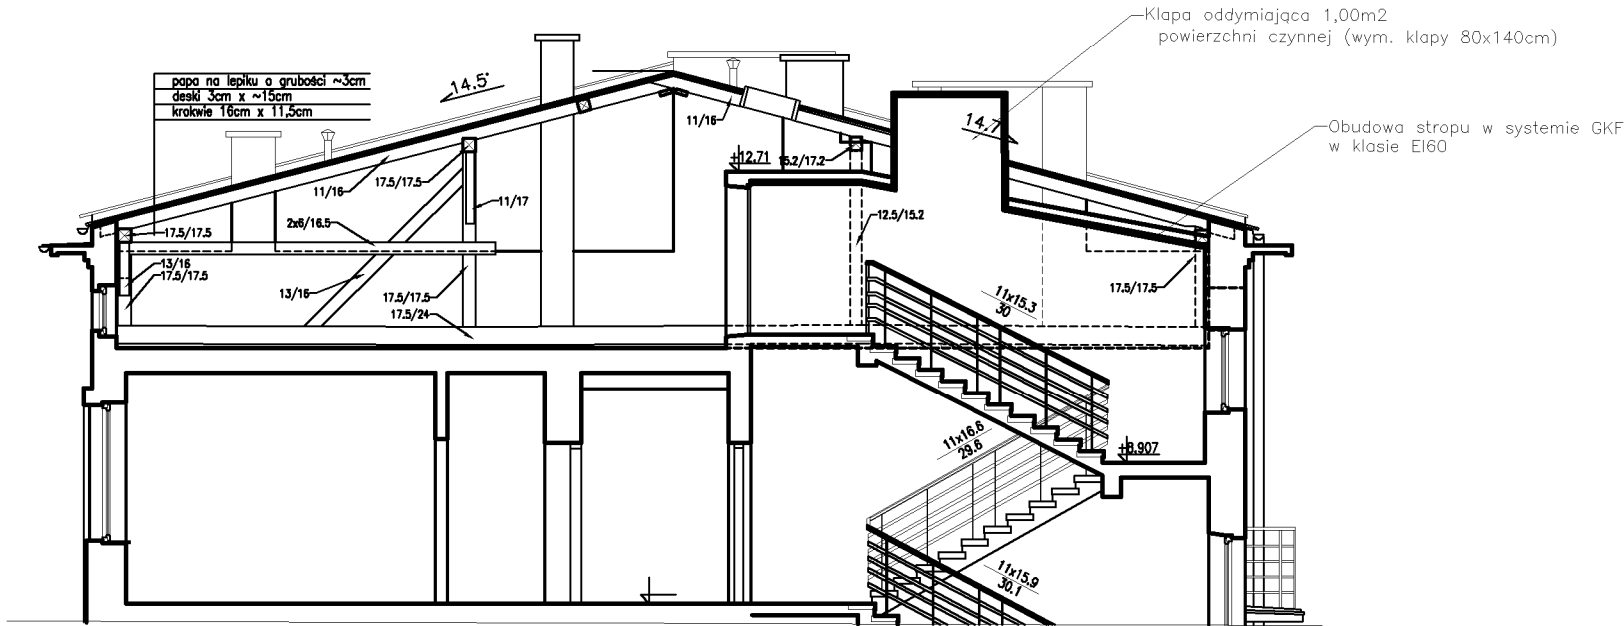 Klapa oddymiająca 1,00m2
powierzchni czynnej (wym. klapy 80x140cm)
papa na lepiku o grubości ~3cm
deski 3cm x ~15cm
krokwie 16cm x 11,5cm
14.5°
11/16
14.7°
Obudowa stropu w systemie GKF
w klasie EI60
+12.71
15.2/17.2
11/16
17.5/17.5
11/17
2x6/16.5
12.5/15.2
17.5/17.5
13/16
17.5/17.5
13/16
17.5/17.5
17.5/24
17.5/17.5
11x15.3
30
11x16.6
29.6
+8.907
11x15.9
30.1